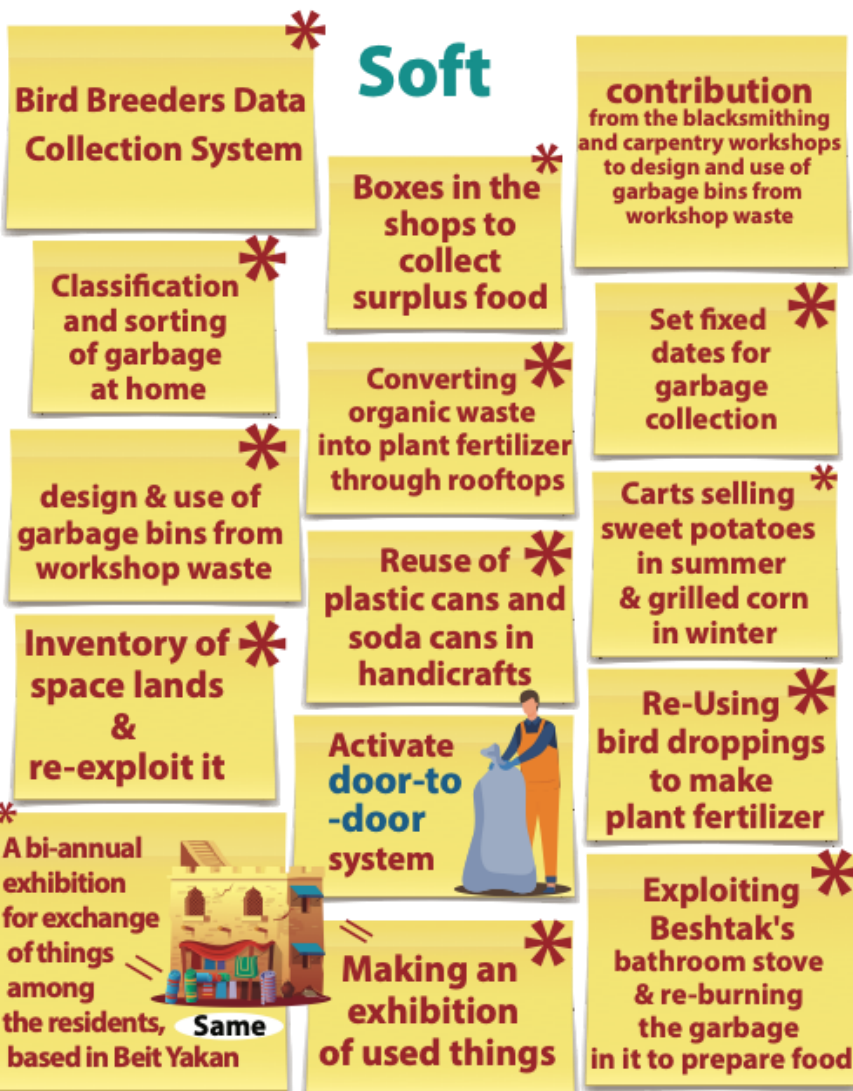 Soft
*
Bird Breeders Data
Collection System
*
Classification
and sorting
of garbage
at home
*
design & use of
garbage bins from
workshop waste
*
Inventory of
space lands
&
re-exploit it
*
A bi-annual
exhibition
for exchange
of things
among
the residents,
based in Beit Yakan
Same
*
Boxes in the
shops to
collect
surplus food
*
Converting
organic waste
into plant fertilizer
through rooftops
*
Reuse of
plastic cans and
soda cans in
handicrafts
Activate
door-to
-door
system
*
Making an
exhibition
of used things
contribution
from the blacksmithing
and carpentry workshops
to design and use of
garbage bins from
workshop waste
*
Set fixed
dates for
garbage
collection
*
Carts selling
sweet potatoes
in summer
& grilled corn
in winter
*
Re-Using
bird droppings
to make
plant fertilizer
*
Exploiting
Beshtak's
bathroom stove
& re-burning
the garbage
in it to prepare food